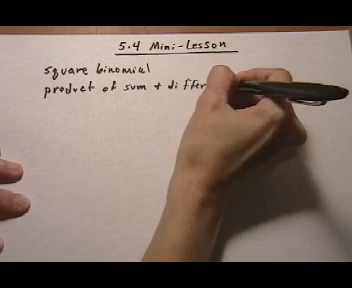 5.4 Mini-Lesson
square binomial
product of sum + differ